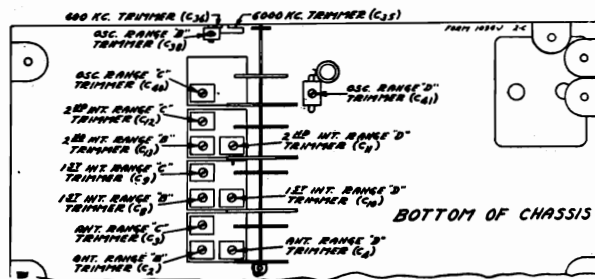 600 KC. TRIMMER (C36)
6000 KC. TRIMMER (C35)
FORM 1030-J 2-C
OSC. RANGE "B"
TRIMMER (C38)
OSC. RANGE "C"
TRIMMER (C40)
OSC. RANGE "D"
TRIMMER (C41)
2ND INT. RANGE "C"
TRIMMER (C12)
2ND INT. RANGE "B"
TRIMMER (C13)
2ND INT. RANGE "D"
TRIMMER (C11)
1ST INT. RANGE "C"
TRIMMER (C9)
1ST INT. RANGE "B"
TRIMMER (C8)
1ST INT. RANGE "D"
TRIMMER (C10)
BOTTOM OF CHASSIS
ANT. RANGE "C"
TRIMMER (C3)
ANT. RANGE "B"
TRIMMER (C2)
ANT. RANGE "D"
TRIMMER (C4)